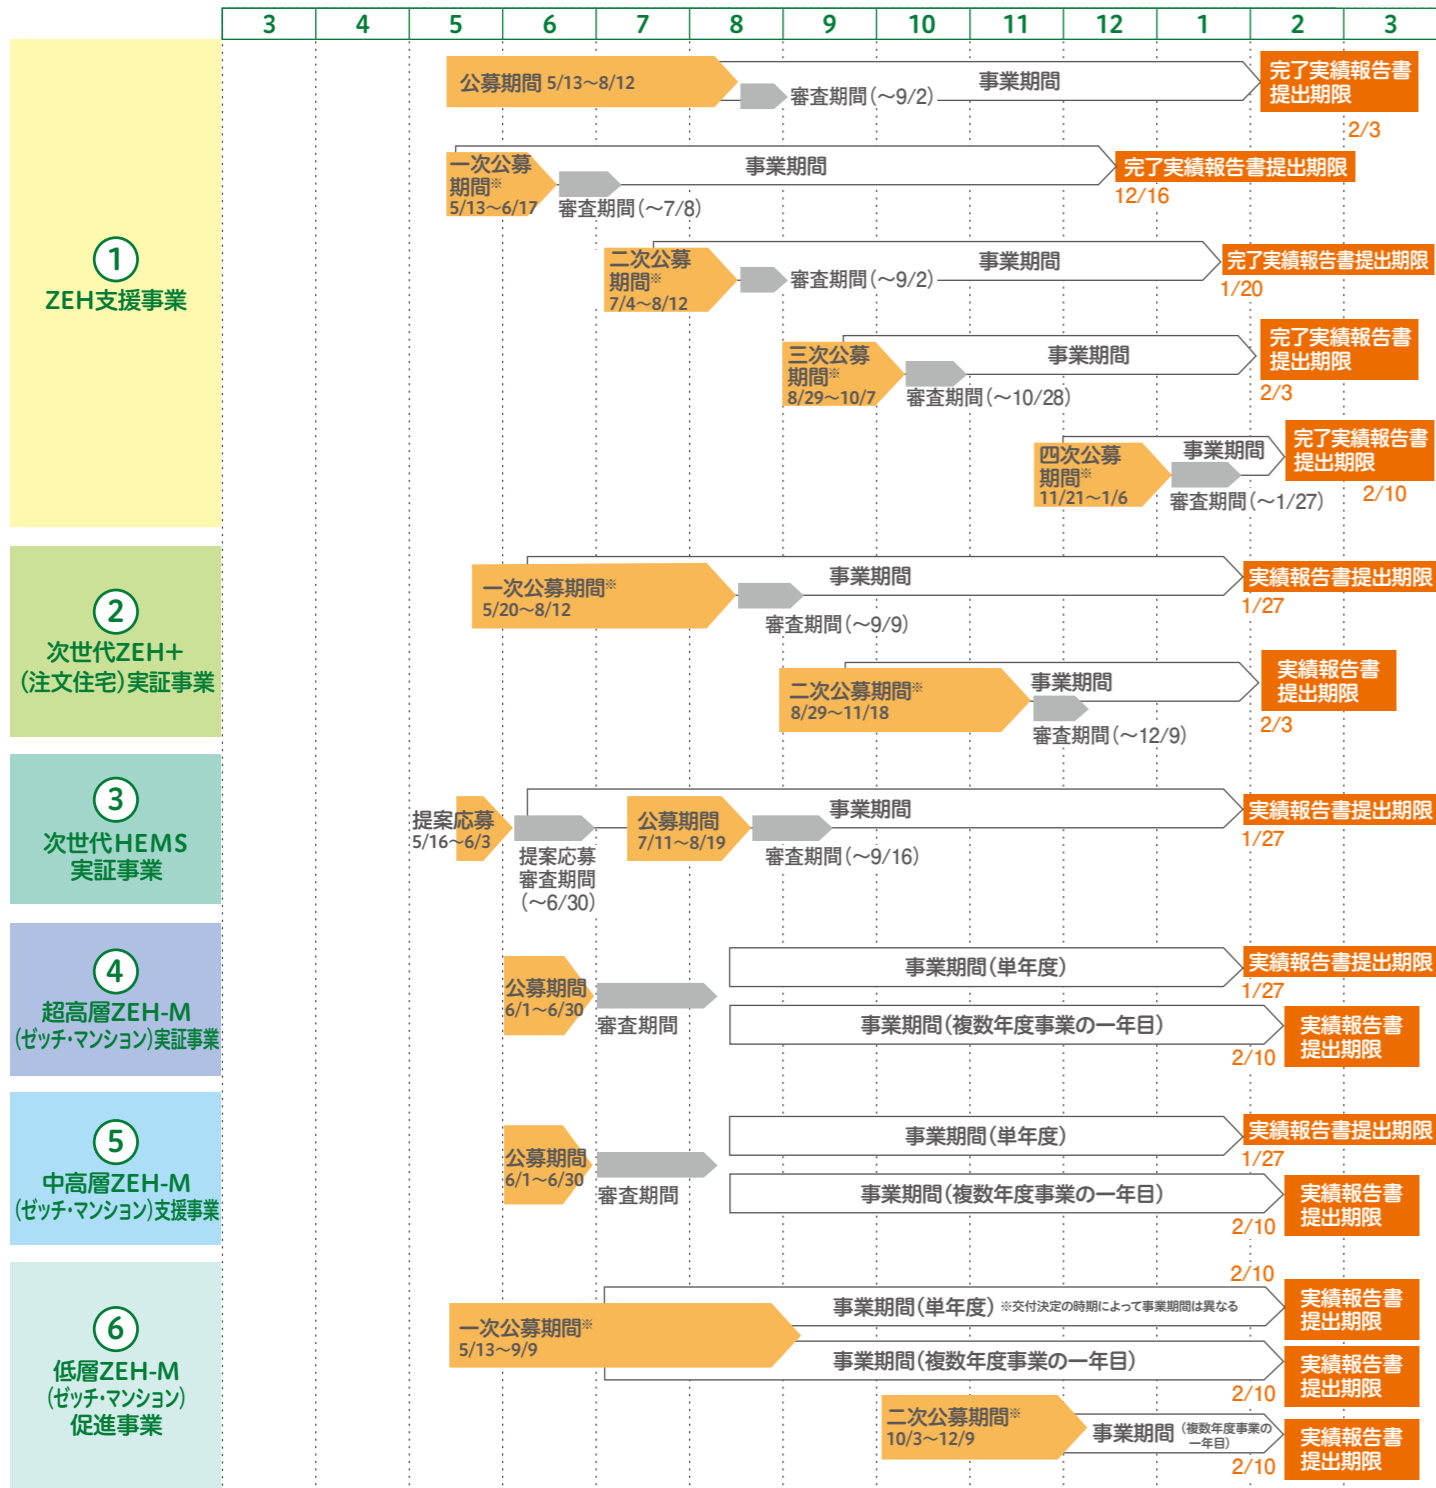 3 4 5 6 7 8 9 10 11 12 1 2 3
①
ZEH支援事業
公募期間 5/13～8/12
審査期間(～9/2)
事業期間
完了実績報告書
提出期限
2/3
一次公募
期間※
5/13～6/17
審査期間(～7/8)
事業期間
完了実績報告書提出期限
12/16
二次公募
期間※
7/4～8/12
審査期間(～9/2)
事業期間
完了実績報告書提出期限
1/20
三次公募
期間※
8/29～10/7
審査期間(～10/28)
事業期間
完了実績報告書
提出期限
2/3
四次公募
期間※
11/21～1/6
事業期間
審査期間(～1/27)
完了実績報告書
提出期限
2/10
②
次世代ZEH+
(注文住宅)実証事業
一次公募期間※
5/20～8/12
審査期間(～9/9)
事業期間
実績報告書提出期限
1/27
二次公募期間※
8/29～11/18
事業期間
審査期間(～12/9)
実績報告書
提出期限
2/3
③
次世代HEMS
実証事業
提案応募
5/16～6/3
提案応募
審査期間
(～6/30)
公募期間
7/11～8/19
審査期間(～9/16)
事業期間
実績報告書提出期限
1/27
④
超高層ZEH-M
(ゼッチ・マンション)実証事業
公募期間
6/1～6/30
審査期間
事業期間(単年度)
実績報告書提出期限
1/27
事業期間(複数年度事業の一年目)
実績報告書
提出期限
2/10
⑤
中高層ZEH-M
(ゼッチ・マンション)支援事業
公募期間
6/1～6/30
審査期間
事業期間(単年度)
実績報告書提出期限
1/27
事業期間(複数年度事業の一年目)
実績報告書
提出期限
2/10
⑥
低層ZEH-M
(ゼッチ・マンション)
促進事業
一次公募期間※
5/13～9/9
事業期間(単年度) ※交付決定の時期によって事業期間は異なる
2/10
実績報告書
提出期限
事業期間(複数年度事業の一年目)
2/10
実績報告書
提出期限
二次公募期間※
10/3～12/9
事業期間 (複数年度事業の
一年目)
2/10
実績報告書
提出期限